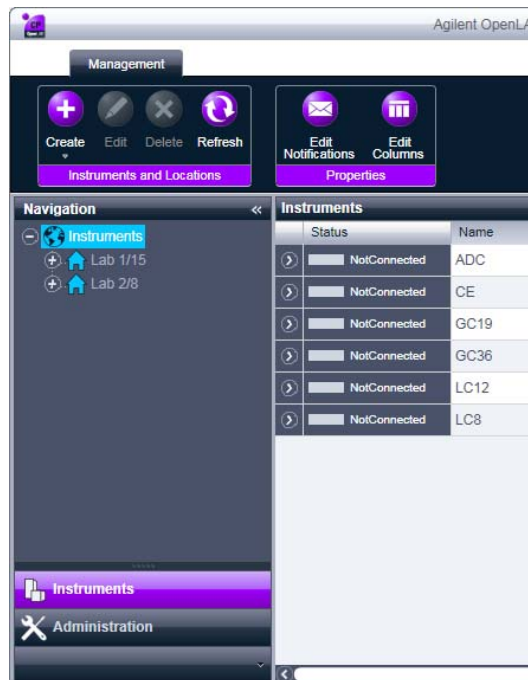 CP
Agilent OpenLA
Management
Create Edit Delete Refresh
Edit Notifications
Edit Columns
Instruments and Locations
Properties
Navigation
Instruments
Lab 1/15
Lab 2/8
Instruments
Status Name
NotConnected ADC
NotConnected CE
NotConnected GC19
NotConnected GC36
NotConnected LC12
NotConnected LC8
Instruments
Administration